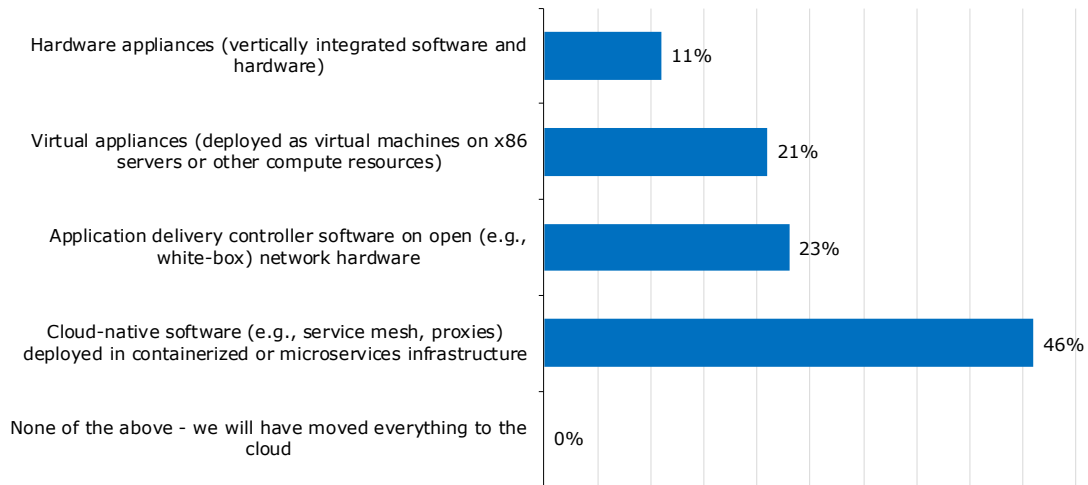 Hardware appliances (vertically integrated software and
hardware)
11%
Virtual appliances (deployed as virtual machines on x86
servers or other compute resources)
21%
Application delivery controller software on open (e.g.,
white-box) network hardware
23%
Cloud-native software (e.g., service mesh, proxies)
deployed in containerized or microservices infrastructure
46%
None of the above - we will have moved everything to the
cloud
0%